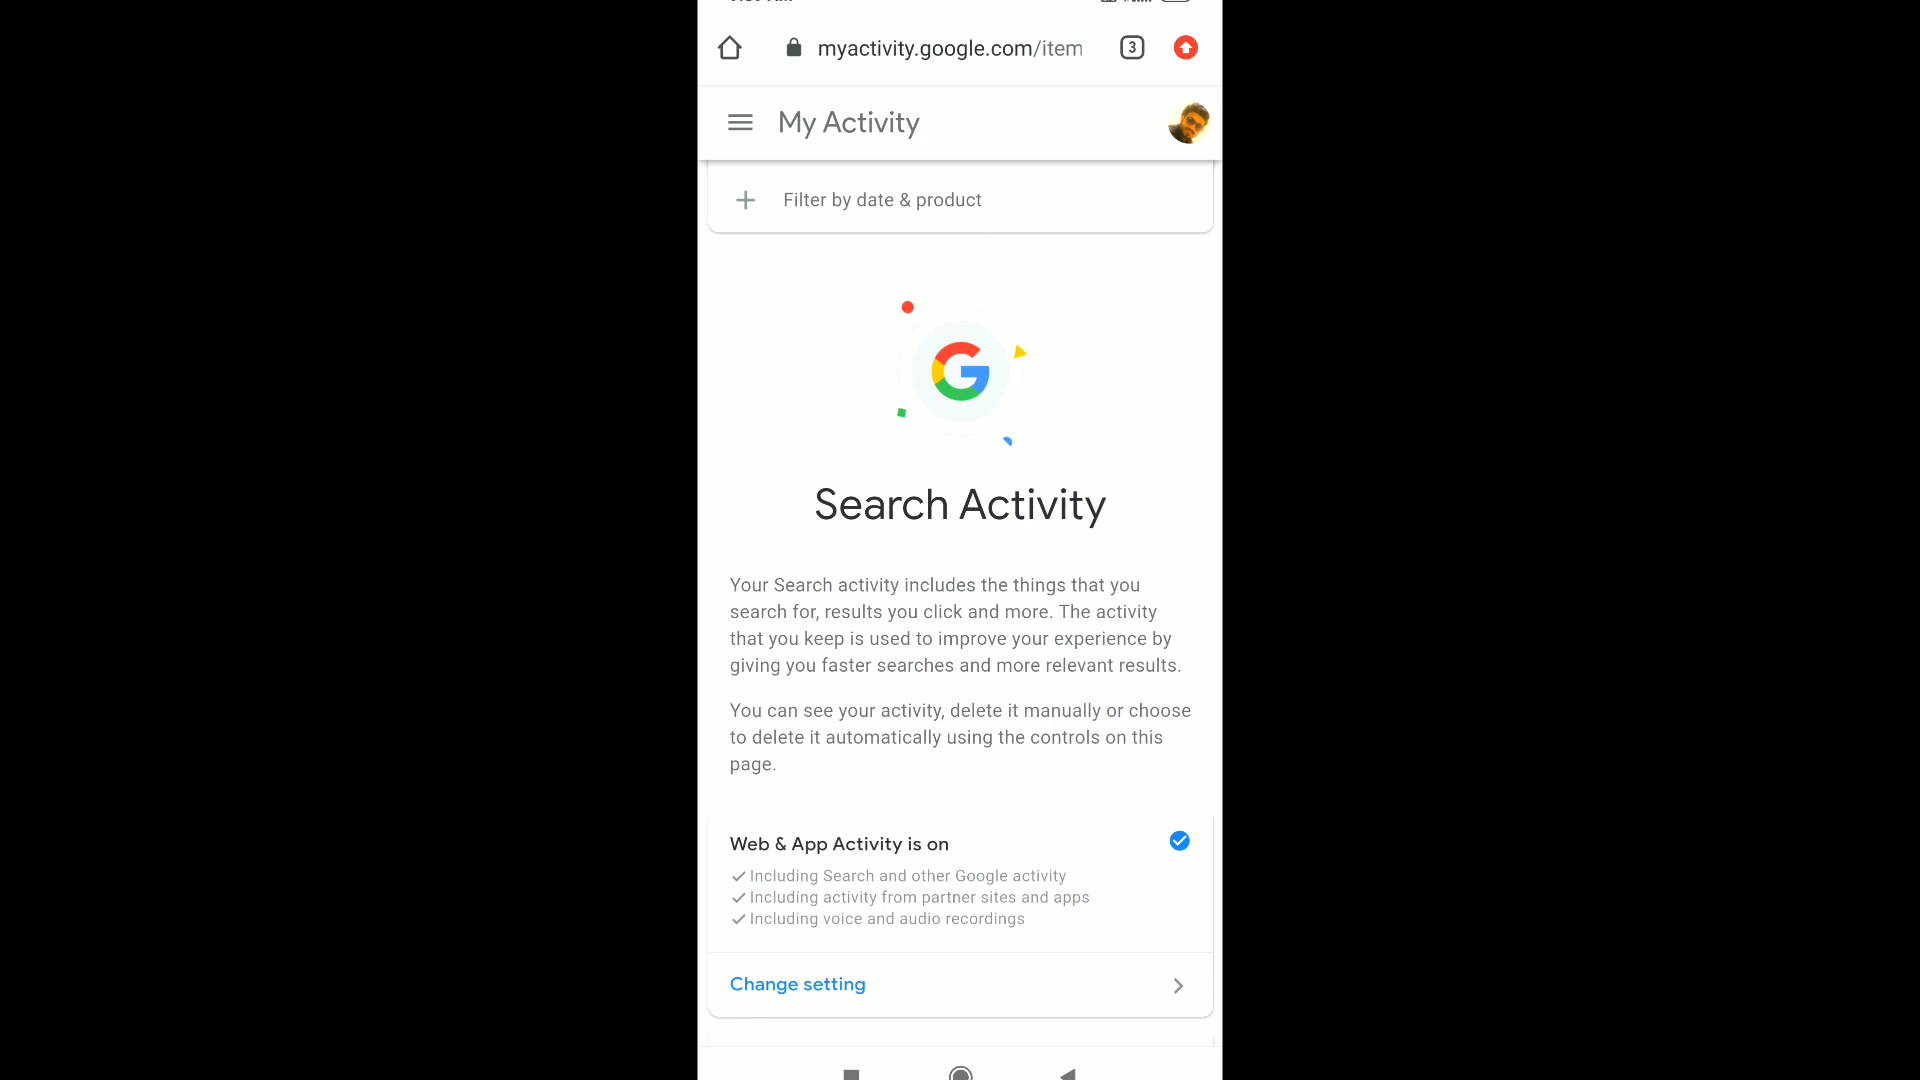 myactivity.google.com/item
3
My Activity
Filter by date & product
Search Activity
Your Search activity includes the things that you
search for, results you click and more. The activity
that you keep is used to improve your experience by
giving you faster searches and more relevant results.
You can see your activity, delete it manually or choose
to delete it automatically using the controls on this
page.
Web & App Activity is on
Including Search and other Google activity
Including activity from partner sites and apps
Including voice and audio recordings
Change setting